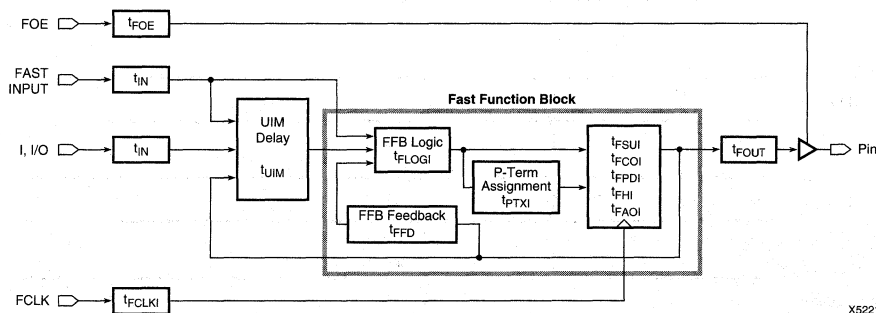 FOE
tFOE
FAST
INPUT
tIN
Fast Function Block
UIM
Delay
tUIM
I, I/O
tIN
FFB Logic
tFLOGI
P-Term
Assignment
tPTXI
FFB Feedback
tFFD
tFSUI
tFCOI
tFPDI
tFHI
tFAOI
tFOUT
Pin
FCLK
tFCLKI
X5221